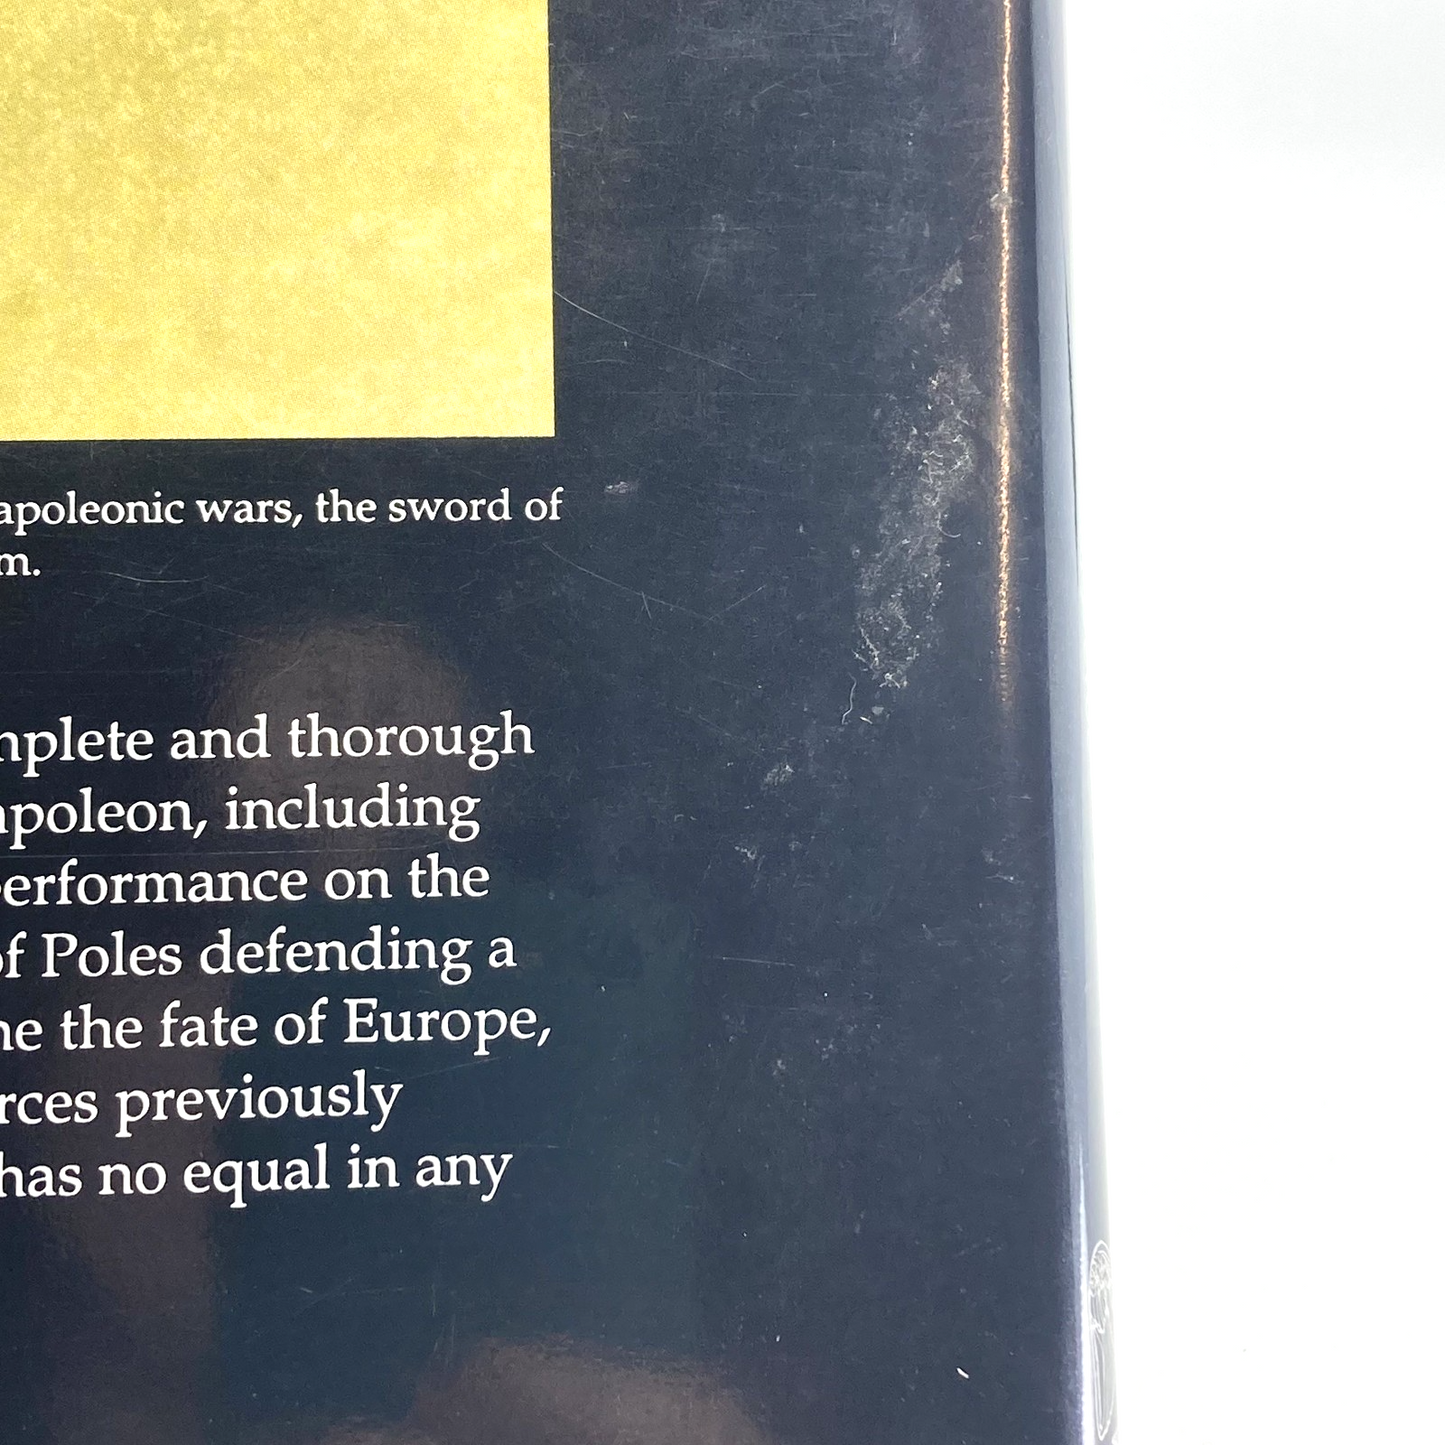 apoleonic wars, the sword of
m.
mplete and thorough
apoleon, including
performance on the
of Poles defending a
ne the fate of Europe,
rces previously
has no equal in any